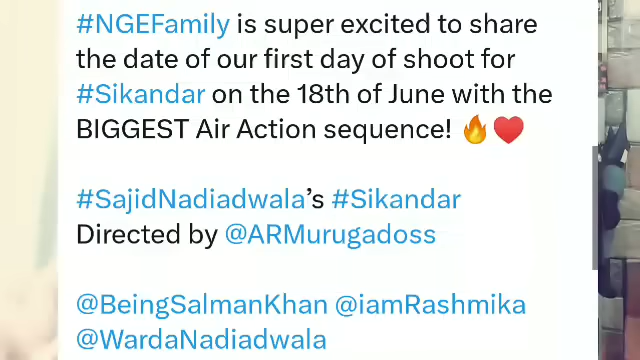 #NGEFamily is super excited to share
the date of our first day of shoot for
#Sikandar on the 18th of June with the
BIGGEST Air Action sequence! 🔥♥️
#SajidNadiadwala’s #Sikandar
Directed by @ARMurugadoss
@BeingSalmanKhan @iamRashmika
@WardaNadiadwala